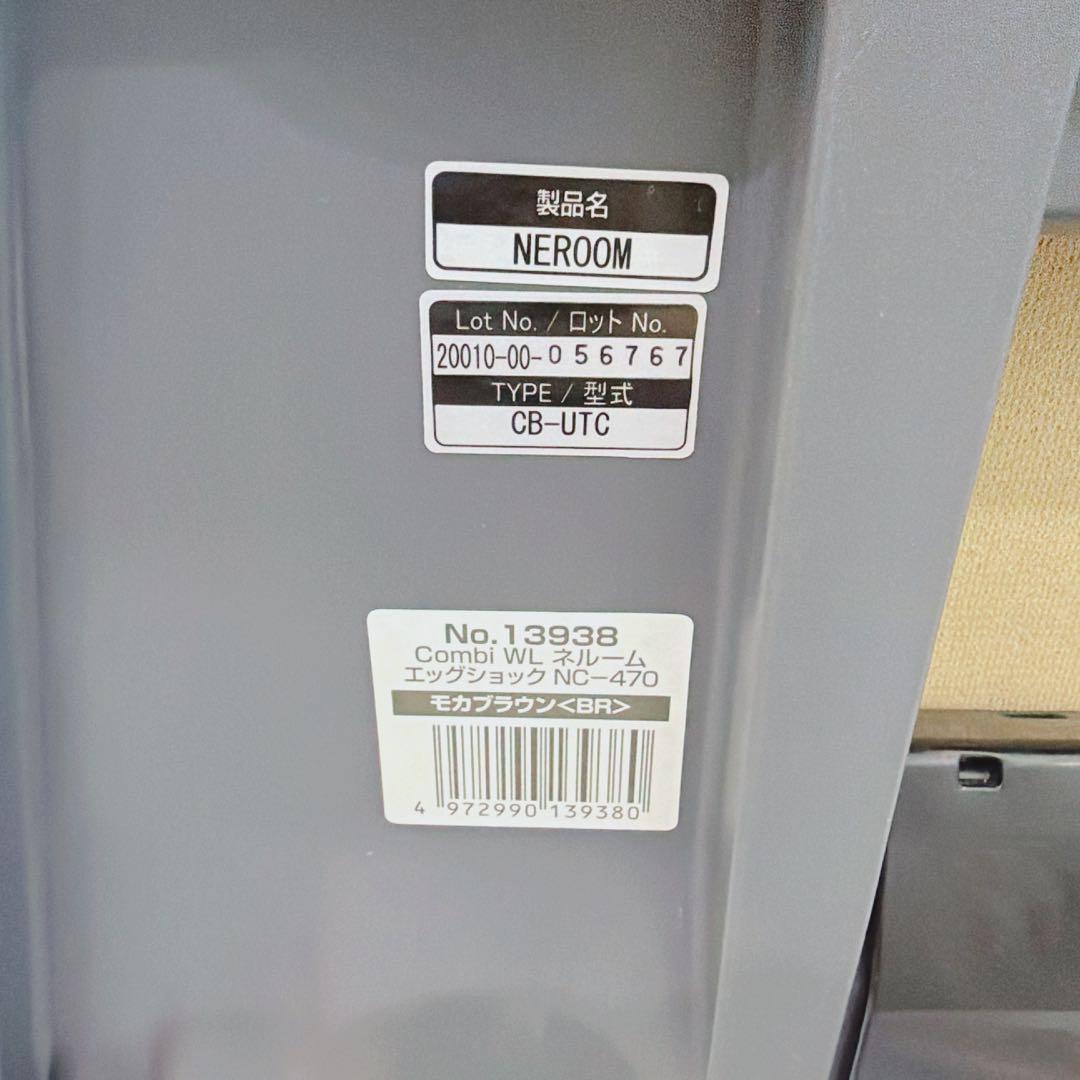 製品名
NEROOM
Lot No. / ロット No.
20010-00-056767
TYPE / 型式
CB-UTC
No.13938
Combi WL ネルーム
エッグショック NC-470
モカブラウン<BR>
4 972990 139380